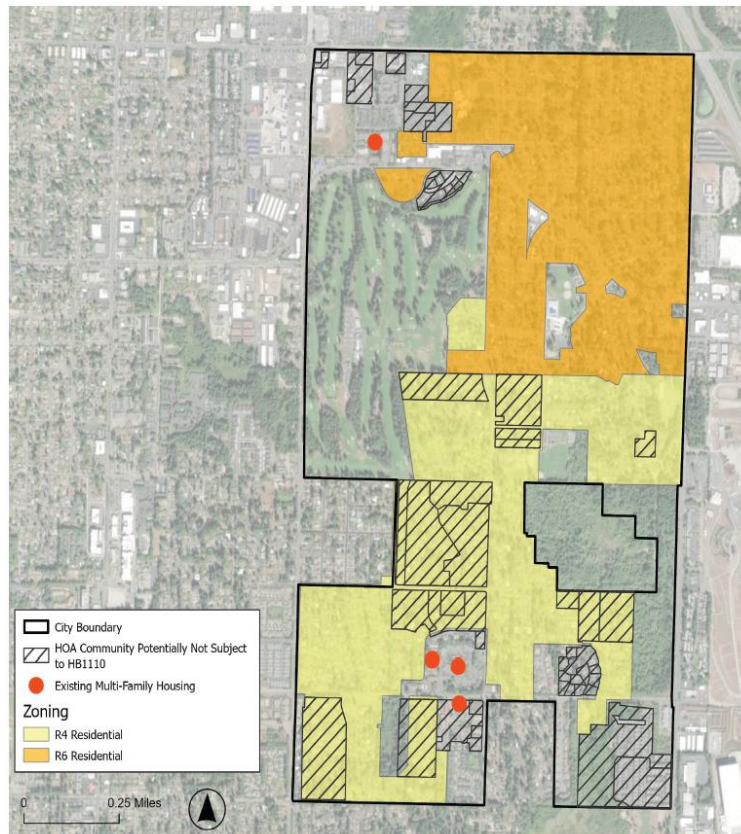 City Boundary
HOA Community Potentially Not Subject
to HB1110
Existing Multi-Family Housing
Zoning
R4 Residential
R6 Residential
0 0.25 Miles